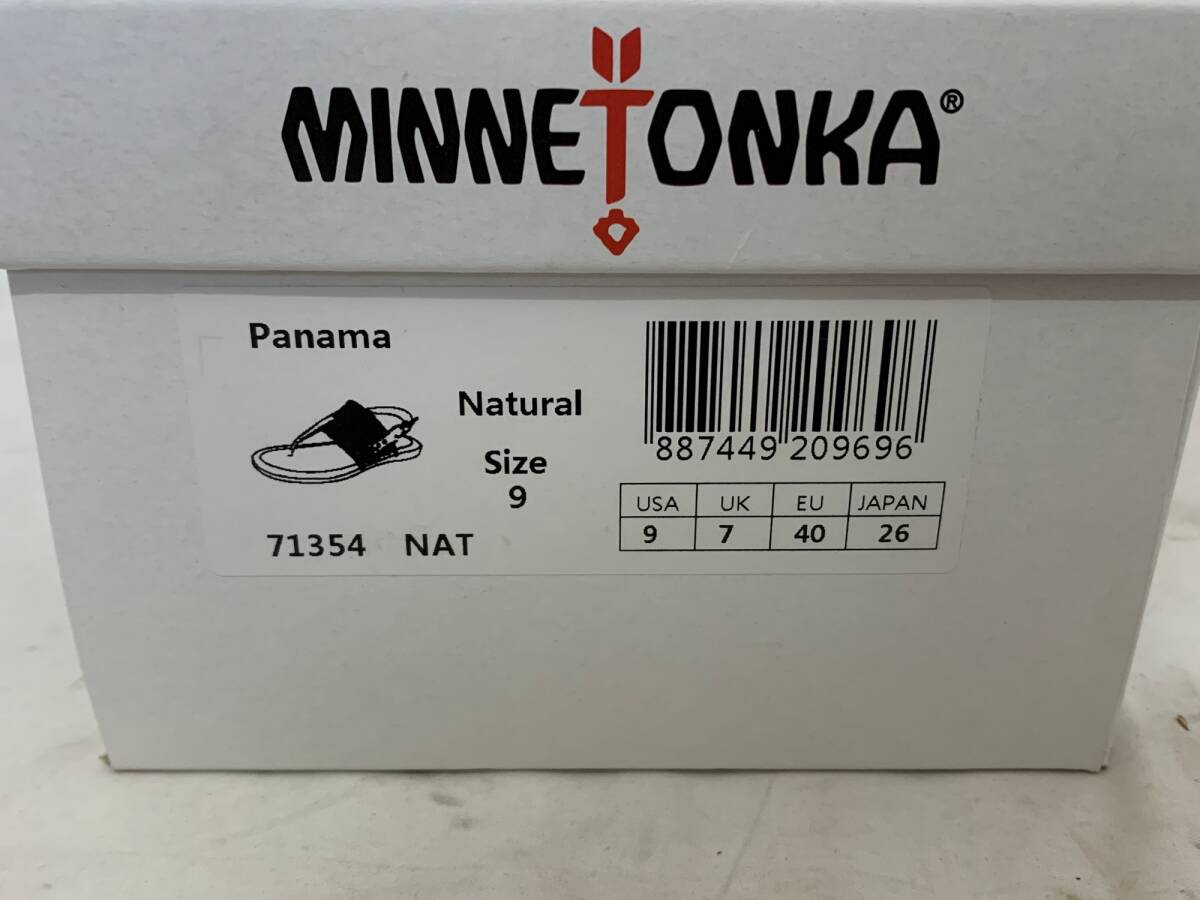 MINNETONKA®
Panama
Natural
Size
9
71354 NAT
887449 209696
USA UK EU JAPAN
9 7 40 26